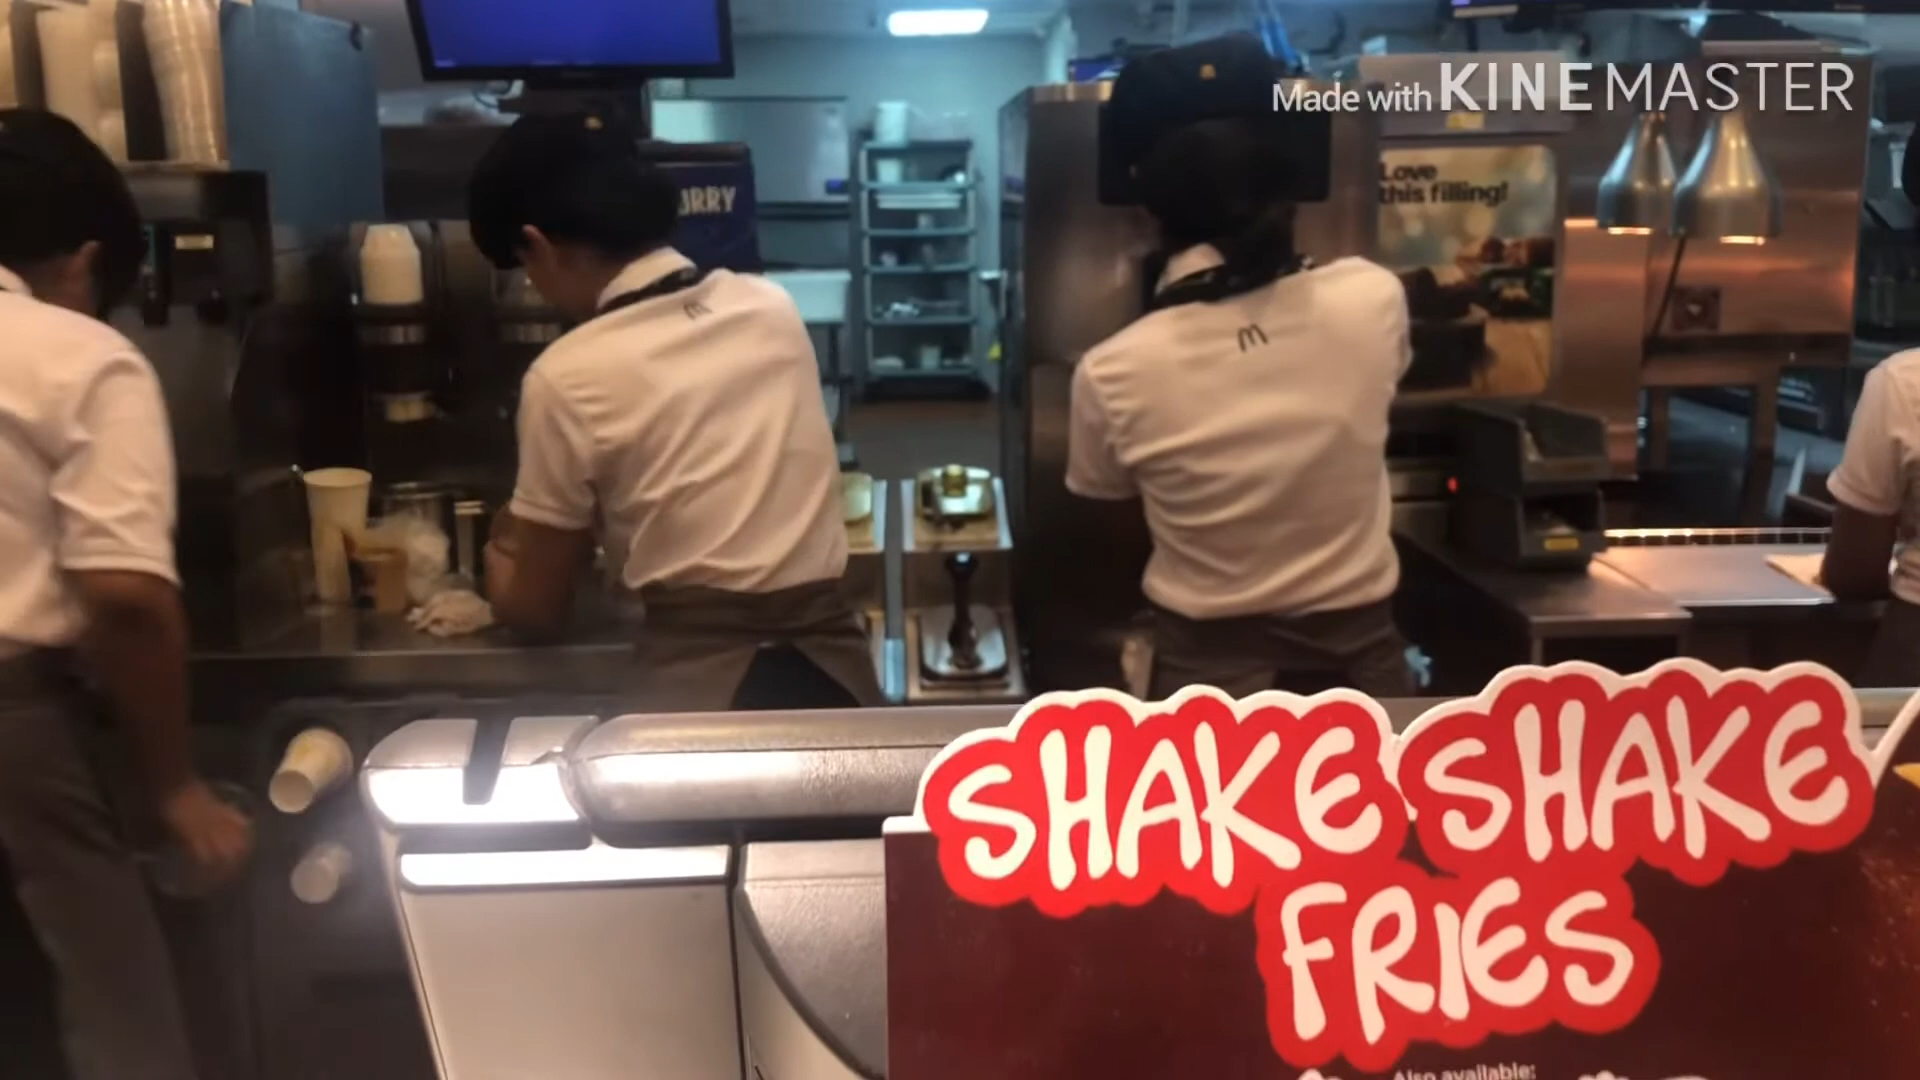 Made with KINEMASTER
URRY
Love
this filling!
SHAKE SHAKE
FRIES
Also available: